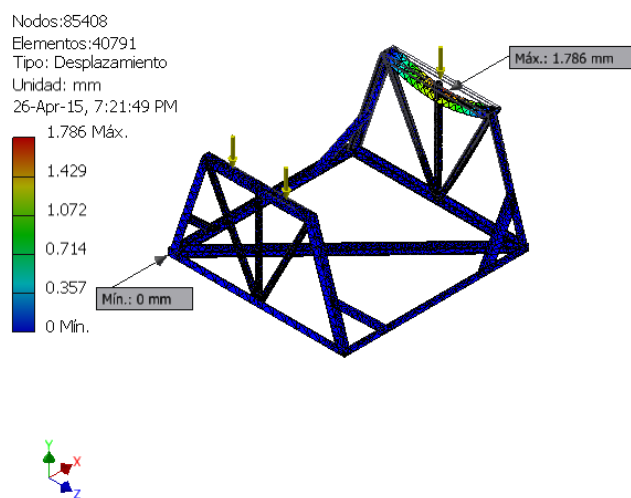 Nodos:85408
Elementos:40791
Tipo: Desplazamiento
Unidad: mm
26-Apr-15, 7:21:49 PM
1.786 Máx.
1.429
1.072
0.714
0.357
0 Mín.
Máx.: 1.786 mm
Mín.: 0 mm
Y
X
Z